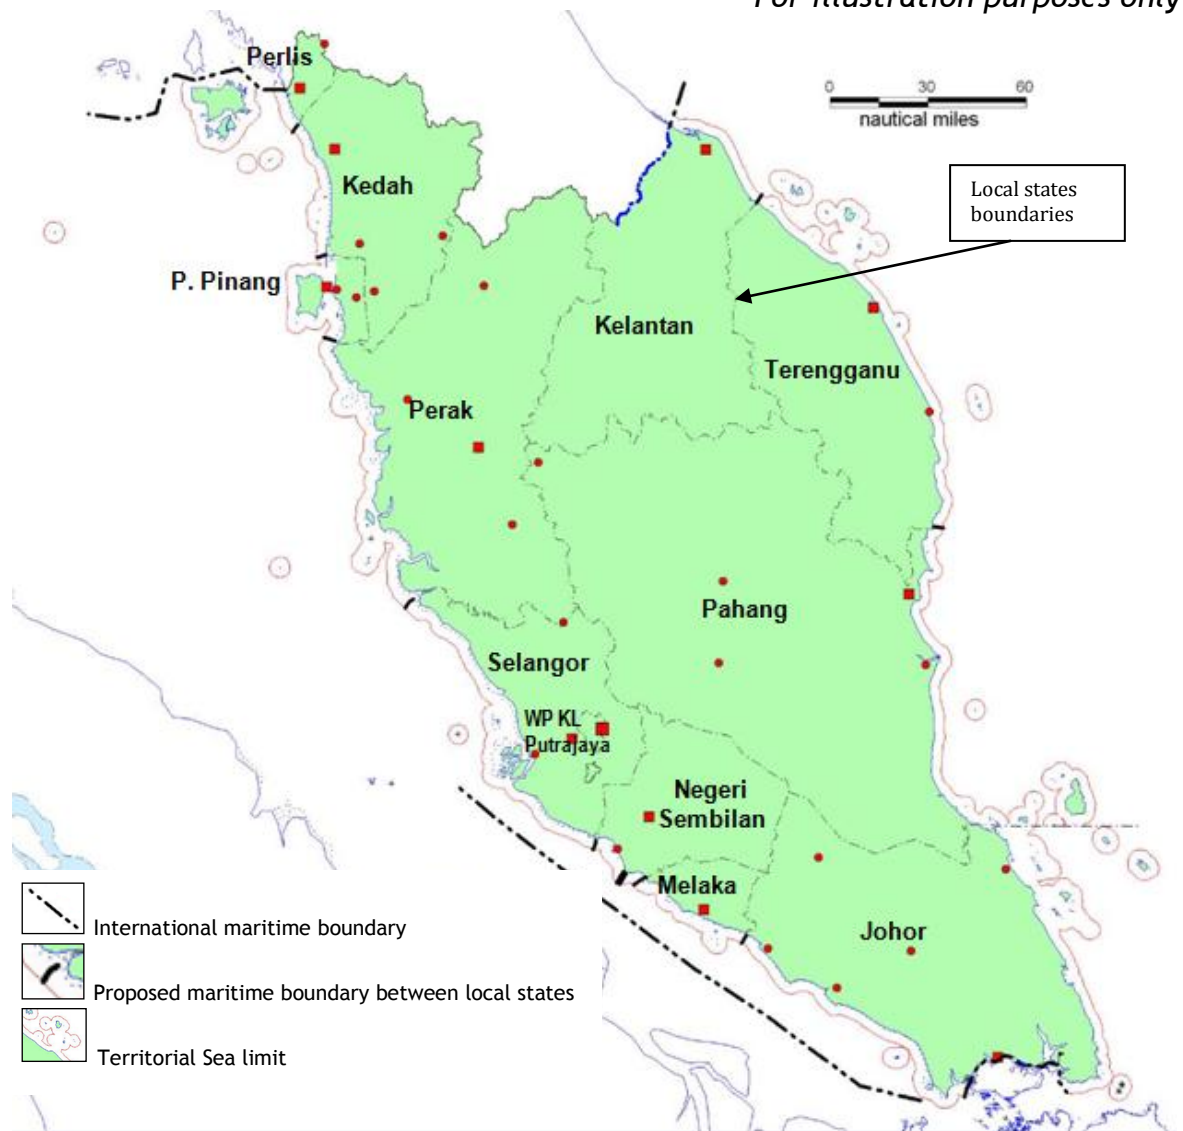 For illustration purposes only
Perlis
0 30 60
nautical miles
Kedah
Local states
boundaries
P. Pinang
Kelantan
Terengganu
Perak
Pahang
Selangor
WP KL
Putrajaya
Negeri
Sembilan
Melaka
Johor
International maritime boundary
Proposed maritime boundary between local states
Territorial Sea limit